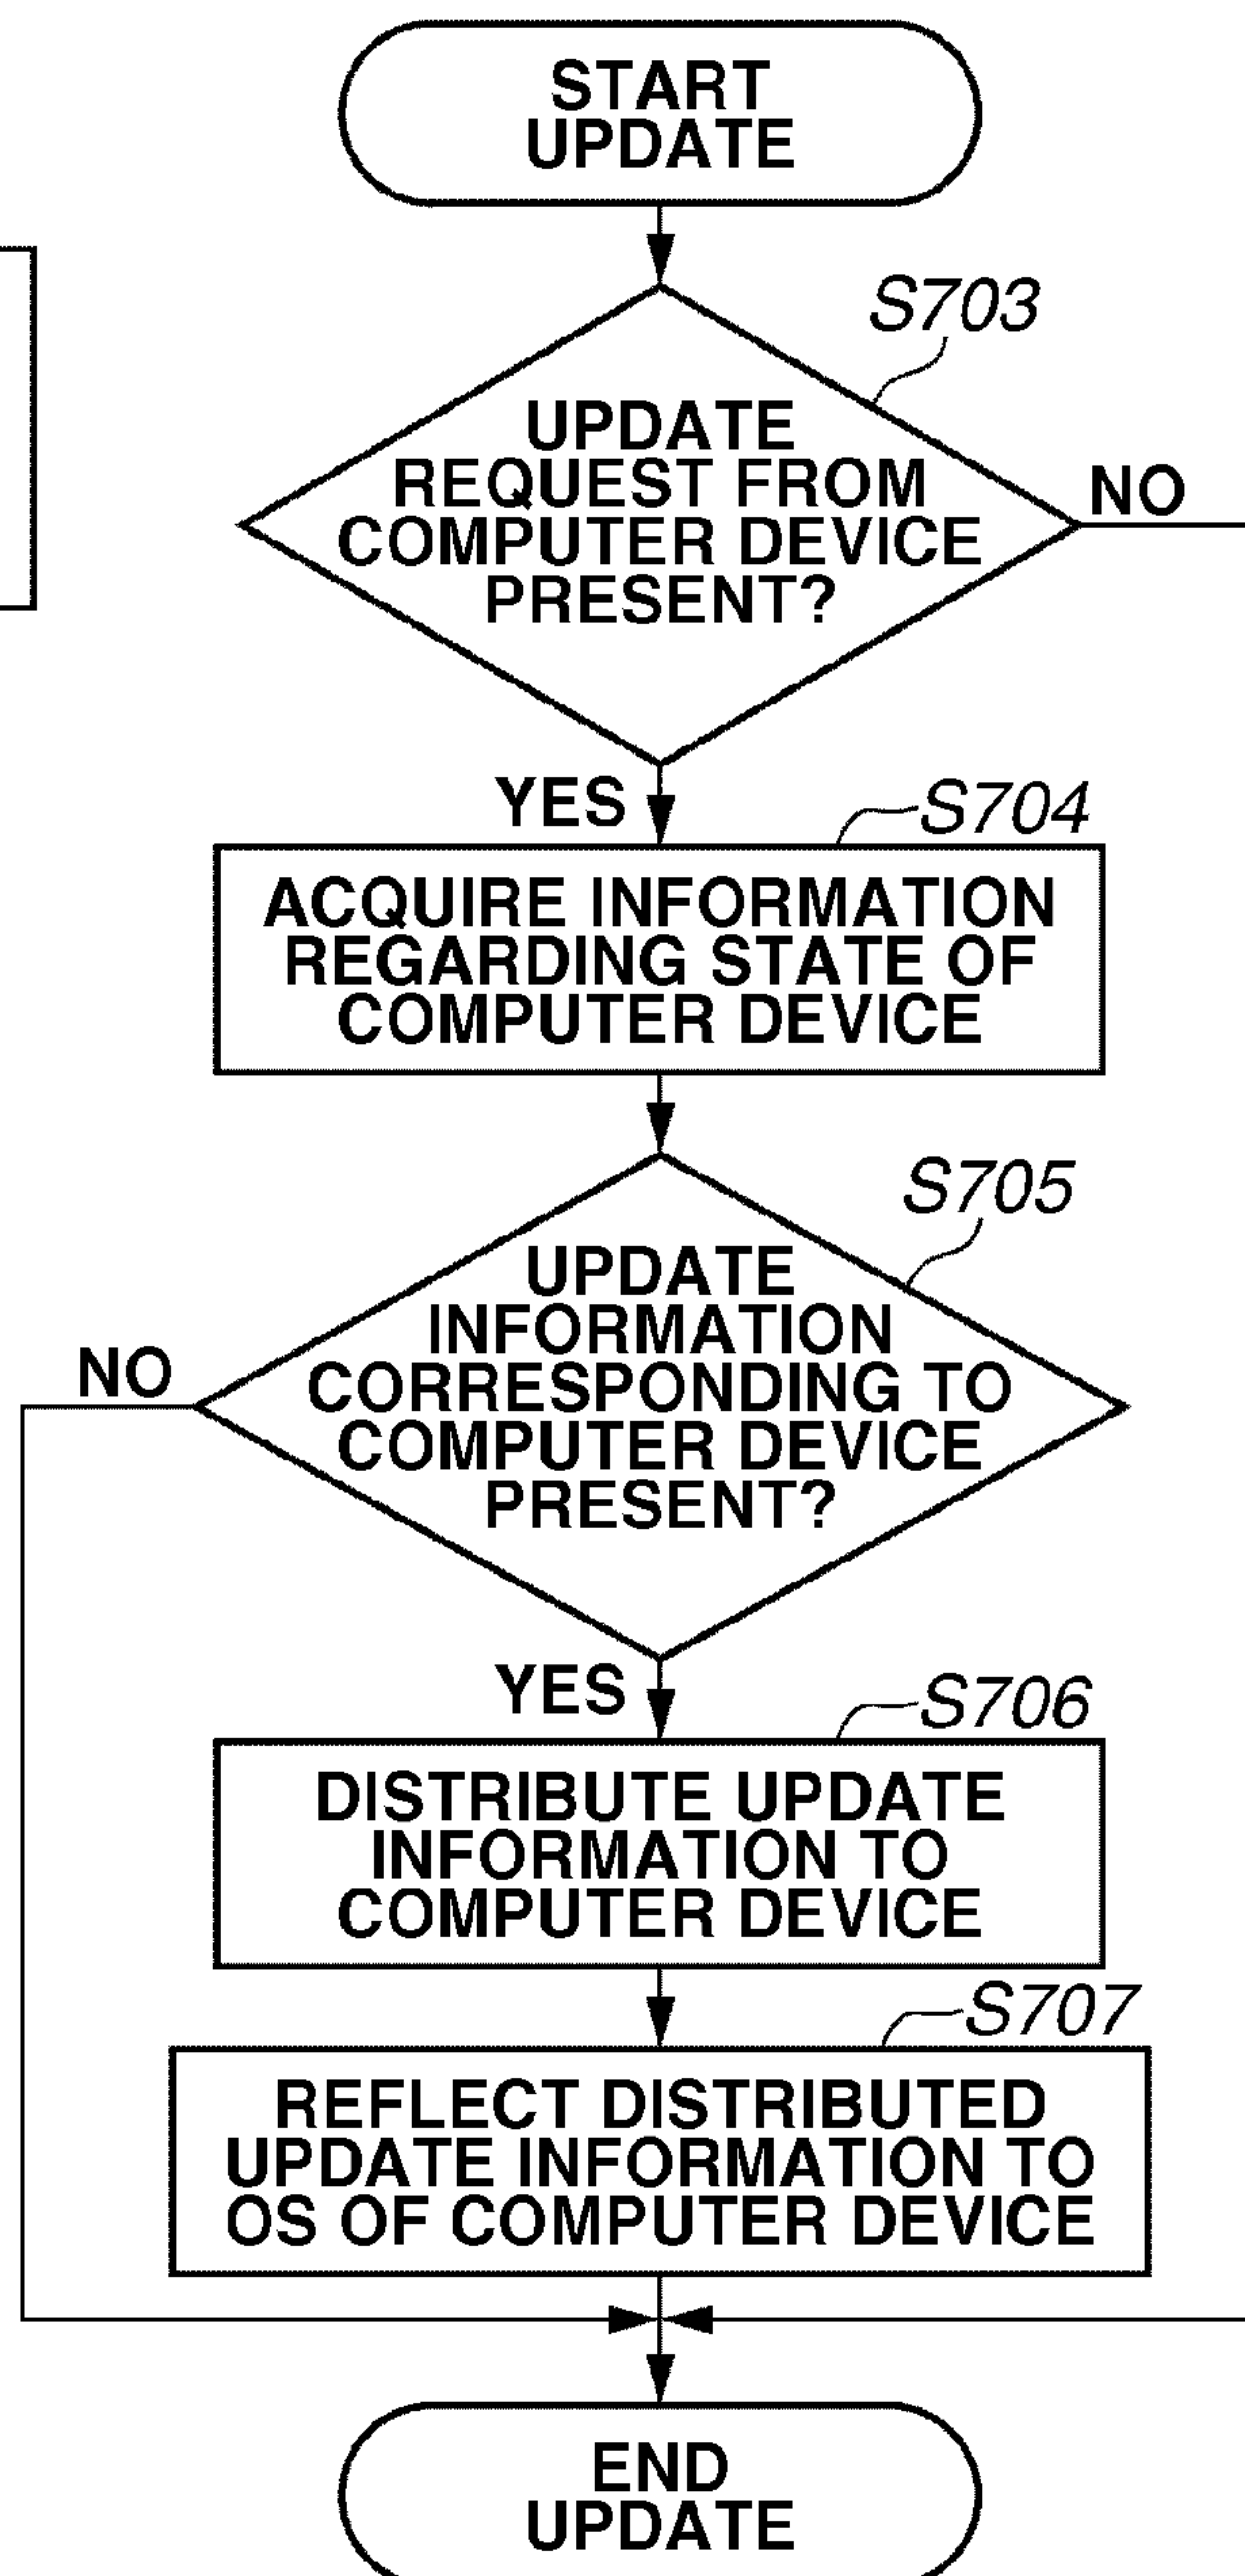 START
UPDATE
S703
UPDATE
REQUEST FROM
COMPUTER DEVICE
PRESENT?
NO
YES
S704
ACQUIRE INFORMATION
REGARDING STATE OF
COMPUTER DEVICE
S705
UPDATE
INFORMATION
CORRESPONDING TO
COMPUTER DEVICE
PRESENT?
NO
YES
S706
DISTRIBUTE UPDATE
INFORMATION TO
COMPUTER DEVICE
S707
REFLECT DISTRIBUTED
UPDATE INFORMATION TO
OS OF COMPUTER DEVICE
END
UPDATE